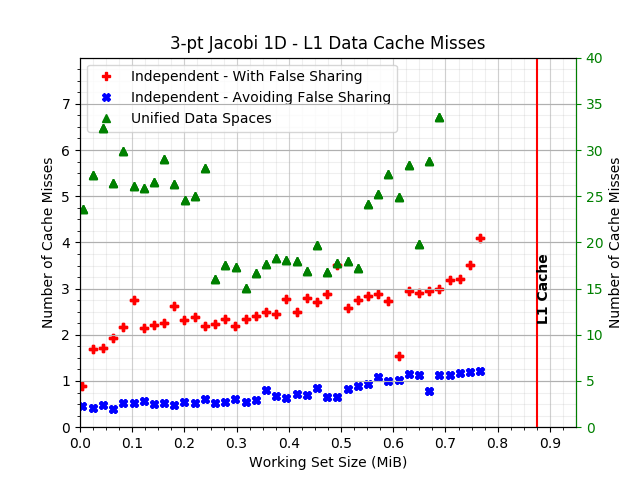 3-pt Jacobi 1D - L1 Data Cache Misses
Independent - With False Sharing
Independent - Avoiding False Sharing
Unified Data Spaces
Number of Cache Misses
0
1
2
3
4
5
6
7
0
5
10
15
20
25
30
35
40
Number of Cache Misses
L1 Cache
0.0 0.1 0.2 0.3 0.4 0.5 0.6 0.7 0.8 0.9
Working Set Size (MiB)